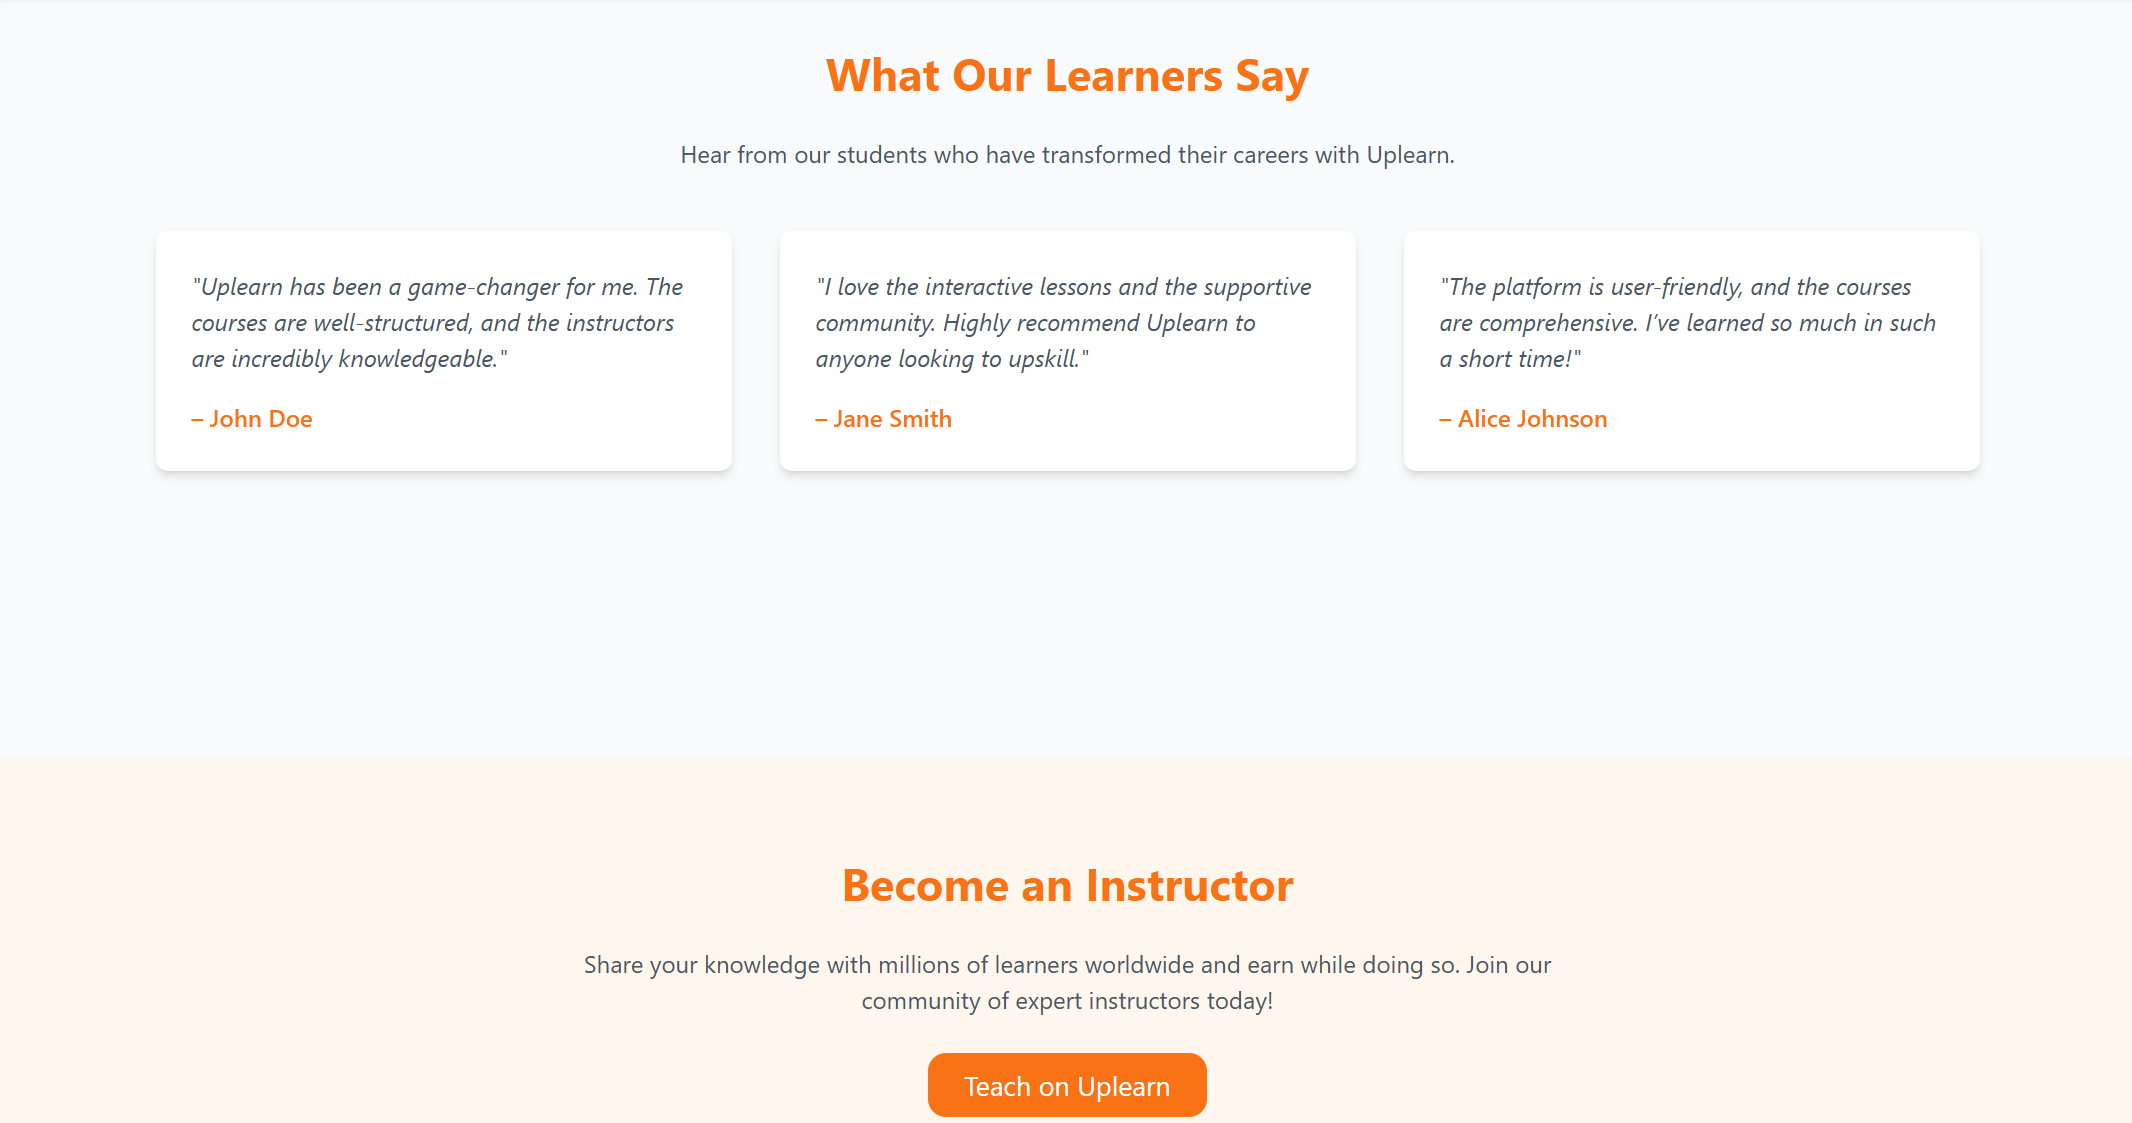 What Our Learners Say
Hear from our students who have transformed their careers with Uplearn.
"Uplearn has been a game-changer for me. The
courses are well-structured, and the instructors
are incredibly knowledgeable."
– John Doe
"I love the interactive lessons and the supportive
community. Highly recommend Uplearn to
anyone looking to upskill."
– Jane Smith
"The platform is user-friendly, and the courses
are comprehensive. I’ve learned so much in such
a short time!"
– Alice Johnson
Become an Instructor
Share your knowledge with millions of learners worldwide and earn while doing so. Join our
community of expert instructors today!
Teach on Uplearn